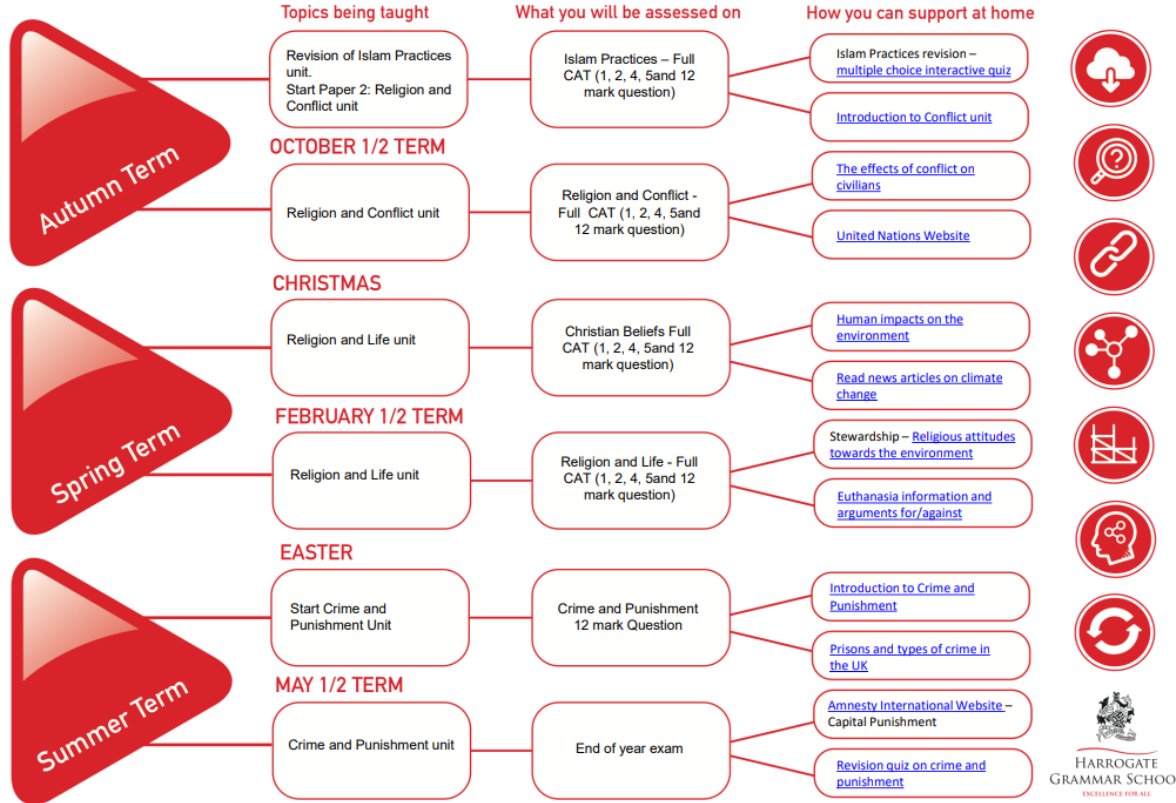 Topics being taught
What you will be assessed on
How you can support at home
Autumn Term
Revision of Islam Practices
unit.
Start Paper 2: Religion and
Conflict unit
Islam Practices – Full
CAT (1, 2, 4, 5and 12
mark question)
Islam Practices revision –
multiple choice interactive quiz
Introduction to Conflict unit
OCTOBER 1/2 TERM
Religion and Conflict unit
Religion and Conflict -
Full CAT (1, 2, 4, 5and
12 mark question)
The effects of conflict on
civilians
United Nations Website
CHRISTMAS
Spring Term
Religion and Life unit
Christian Beliefs Full
CAT (1, 2, 4, 5and 12
mark question)
Human impacts on the
environment
Read news articles on climate
change
FEBRUARY 1/2 TERM
Religion and Life unit
Religion and Life - Full
CAT (1, 2, 4, 5and 12
mark question)
Stewardship – Religious attitudes
towards the environment
Euthanasia information and
arguments for/against
EASTER
Summer Term
Start Crime and
Punishment Unit
Crime and Punishment
12 mark Question
Introduction to Crime and
Punishment
Prisons and types of crime in
the UK
MAY 1/2 TERM
Crime and Punishment unit
End of year exam
Amnesty International Website –
Capital Punishment
Revision quiz on crime and
punishment
HARROGATE
GRAMMAR SCHOO
EXCELLENCE FOR ALL